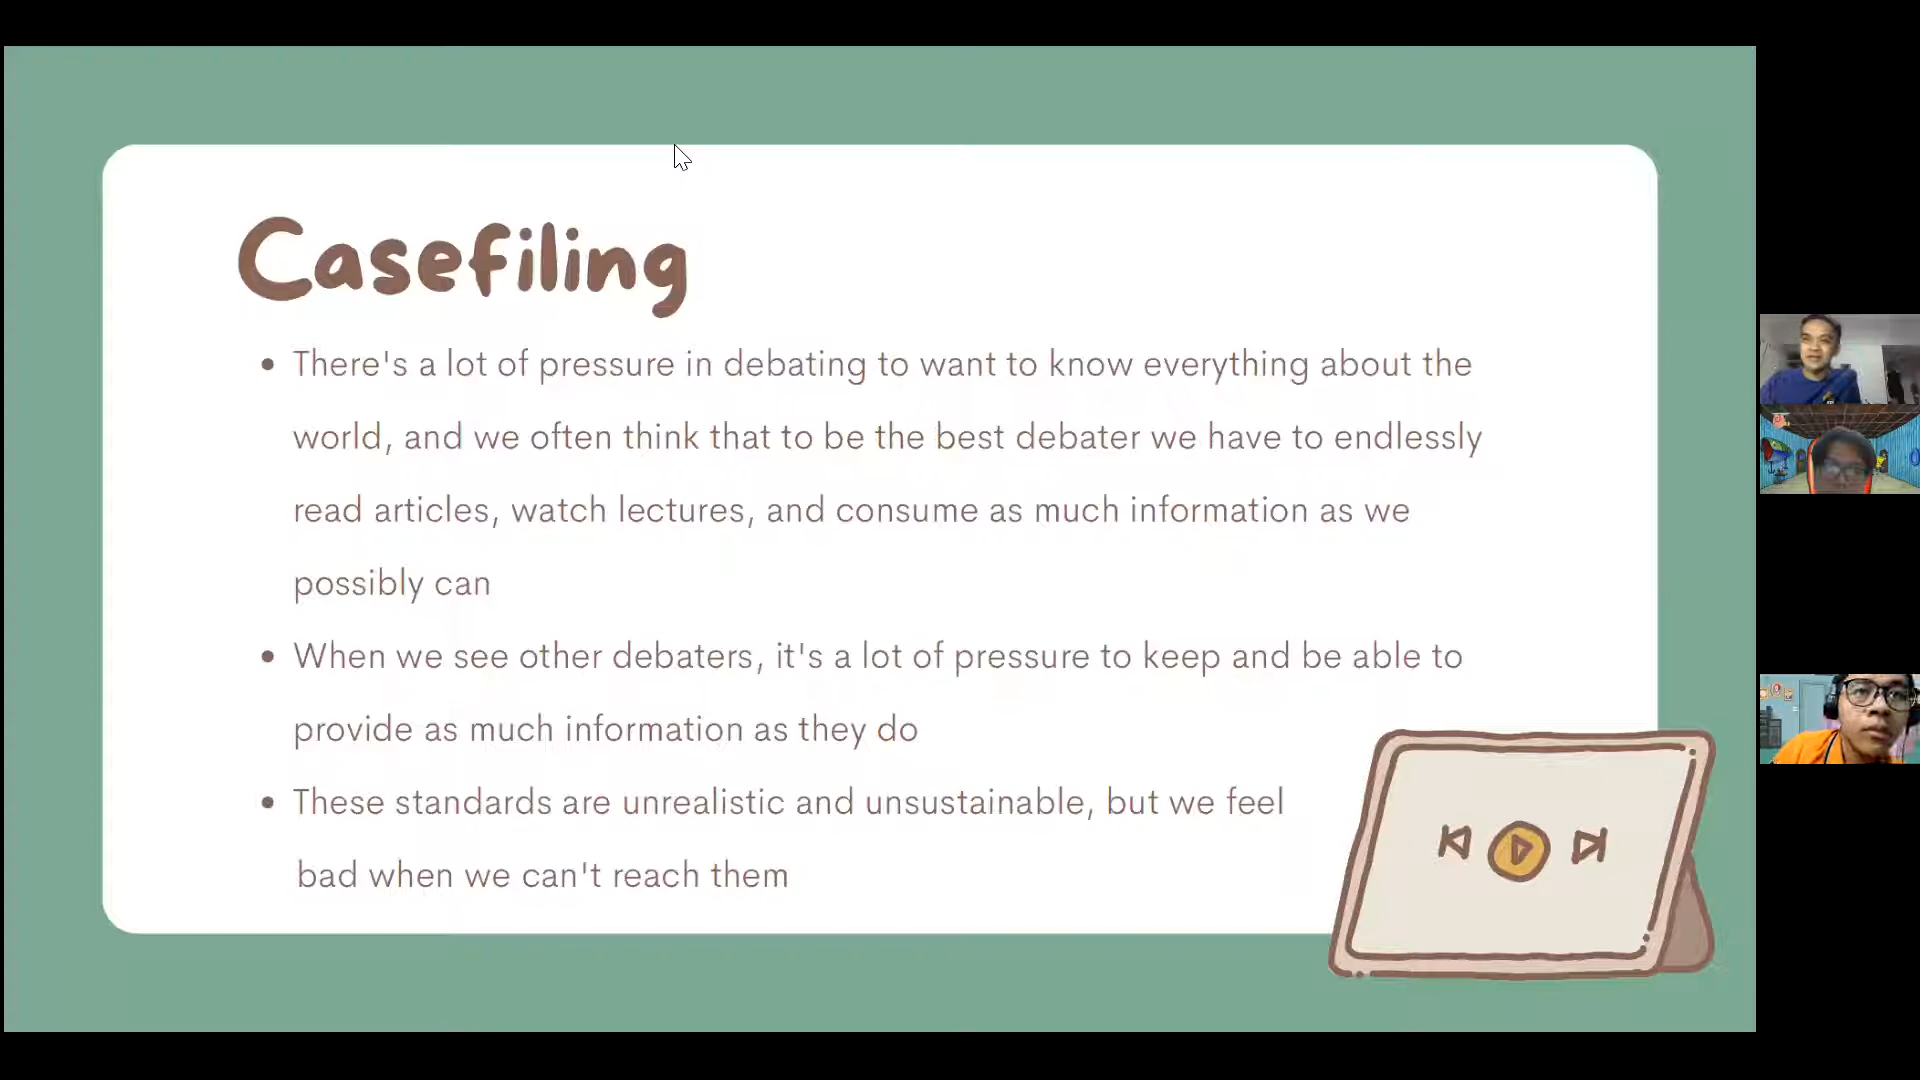 Casefiling
There's a lot of pressure in debating to want to know everything about the
world, and we often think that to be the best debater we have to endlessly
read articles, watch lectures, and consume as much information as we
possibly can
When we see other debaters, it's a lot of pressure to keep and be able to
provide as much information as they do
These standards are unrealistic and unsustainable, but we feel
bad when we can't reach them